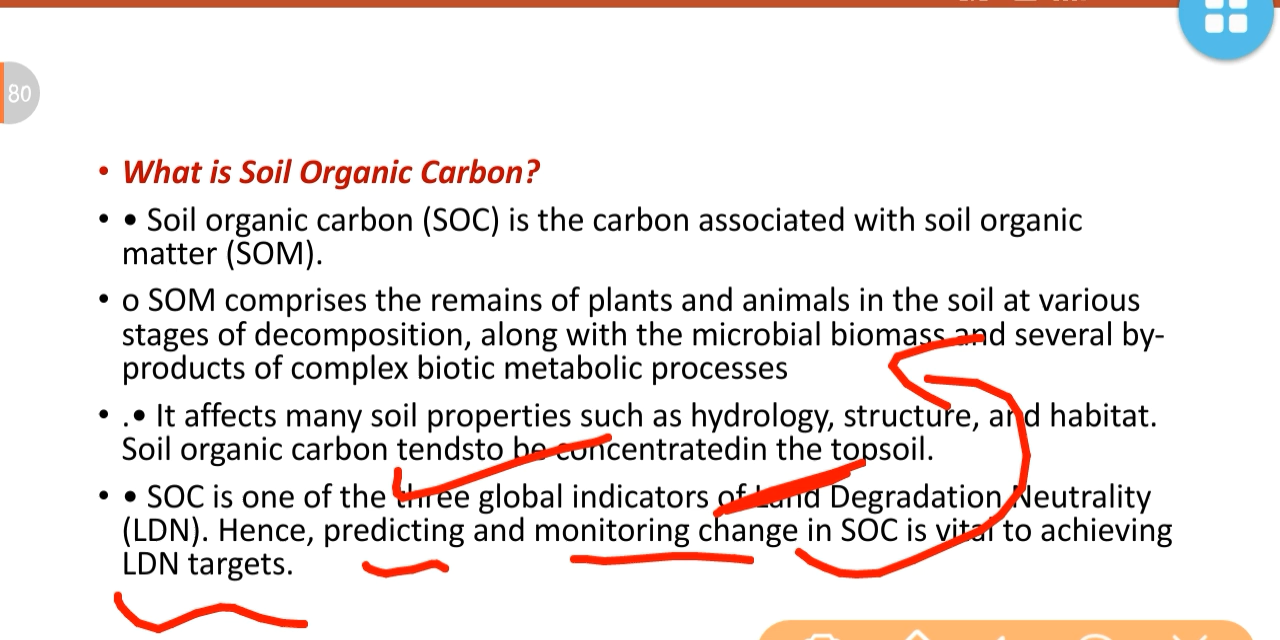 80
• What is Soil Organic Carbon?
• • Soil organic carbon (SOC) is the carbon associated with soil organic
matter (SOM).
• o SOM comprises the remains of plants and animals in the soil at various
stages of decomposition, along with the microbial biomass and several by-
products of complex biotic metabolic processes
• .• It affects many soil properties such as hydrology, structure, and habitat.
Soil organic carbon tendsto be concentratedin the topsoil.
• • SOC is one of the three global indicators of Land Degradation Neutrality
(LDN). Hence, predicting and monitoring change in SOC is vital to achieving
LDN targets.